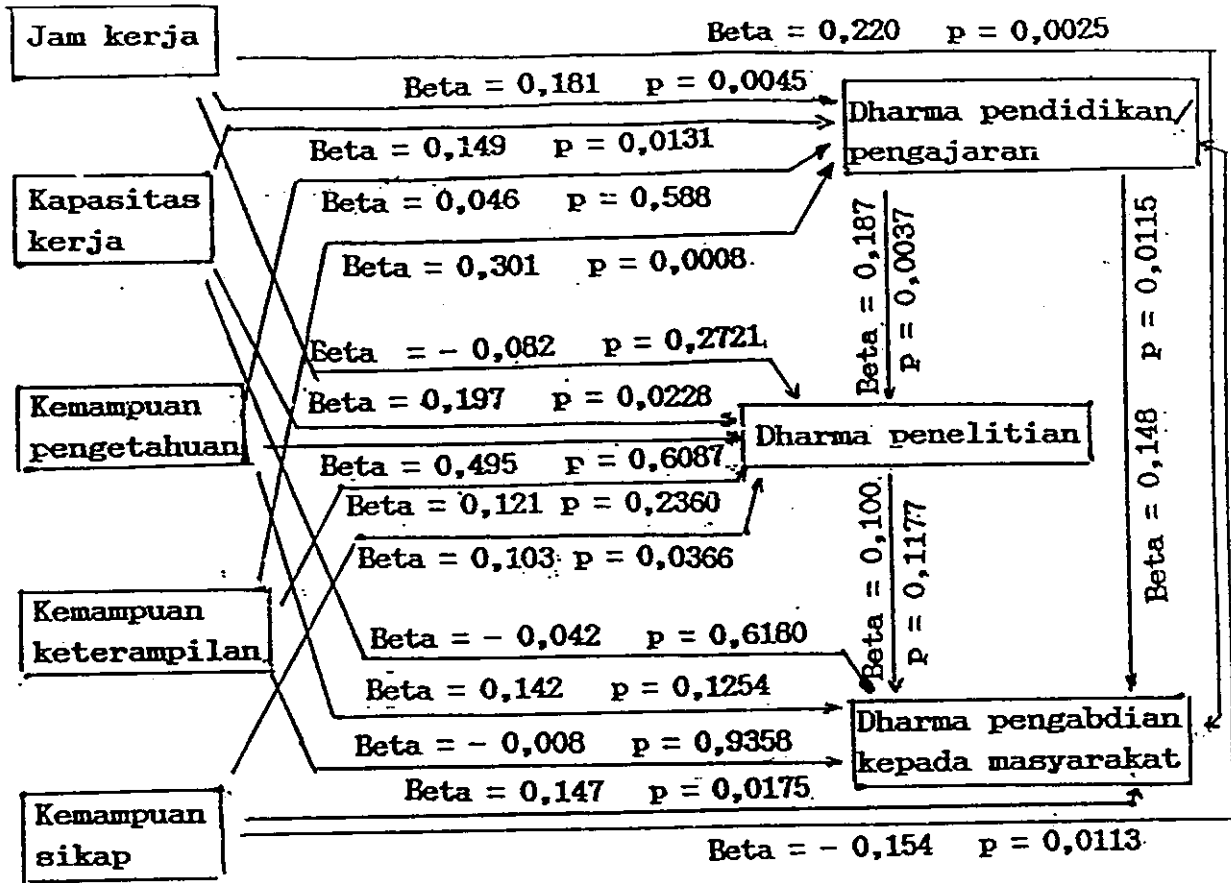 Jam kerja
Beta = 0,220 p = 0,0025
Beta = 0,181 p = 0,0045
Dharma pendidikan/
pengajaran
Beta = 0,149 p = 0,0131
Kapasitas
kerja
Beta = 0,046 p = 0,588
Beta = 0,301 p = 0,0008
Beta = 0,187
p = 0,0037
Beta = 0,148 p = 0,0115
Beta = - 0,082 p = 0,2721
Kemampuan
pengetahuan
Beta = 0,197 p = 0,0228
Dharma penelitian
Beta = 0,495 p = 0,6087
Beta = 0,121 p = 0,2360
Beta = 0,103 p = 0,0366
Beta = 0,100
p = 0,1177
Kemampuan
keterampilan
Beta = - 0,042 p = 0,6180
Beta = 0,142 p = 0,1254
Dharma pengabdian
kepada masyarakat
Beta = - 0,008 p = 0,9358
Beta = 0,147 p = 0,0175
Kemampuan
sikap
Beta = - 0,154 p = 0,0113